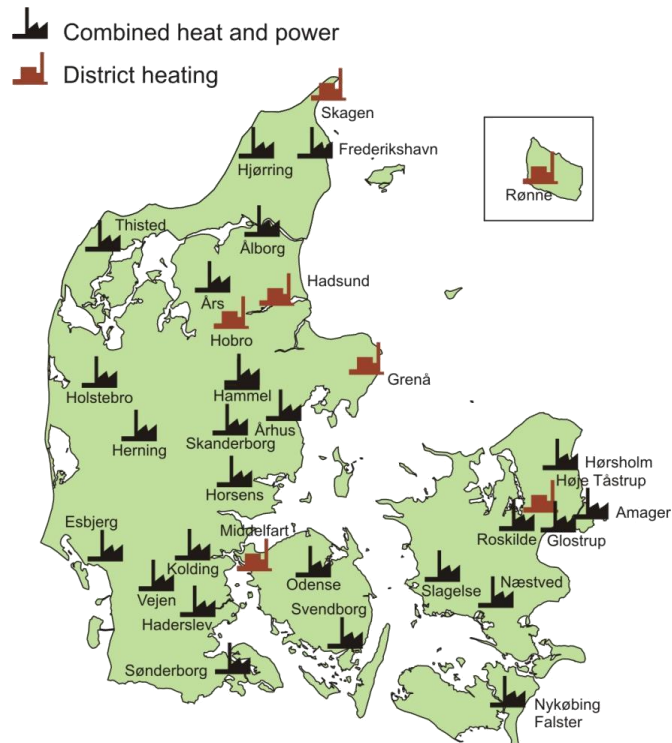 Combined heat and power
District heating
Skagen
Frederikshavn
Hjørring
Rønne
Thisted
Ålborg
Hadsund
Års
Hobro
Grenå
Holstebro
Hammel
Århus
Skanderborg
Herning
Horsens
Hørsholm
Høje Tåstrup
Amager
Roskilde
Glostrup
Esbjerg
Middelfart
Kolding
Odense
Vejen
Slagelse
Næstved
Haderslev
Svendborg
Sønderborg
Nykøbing
Falster